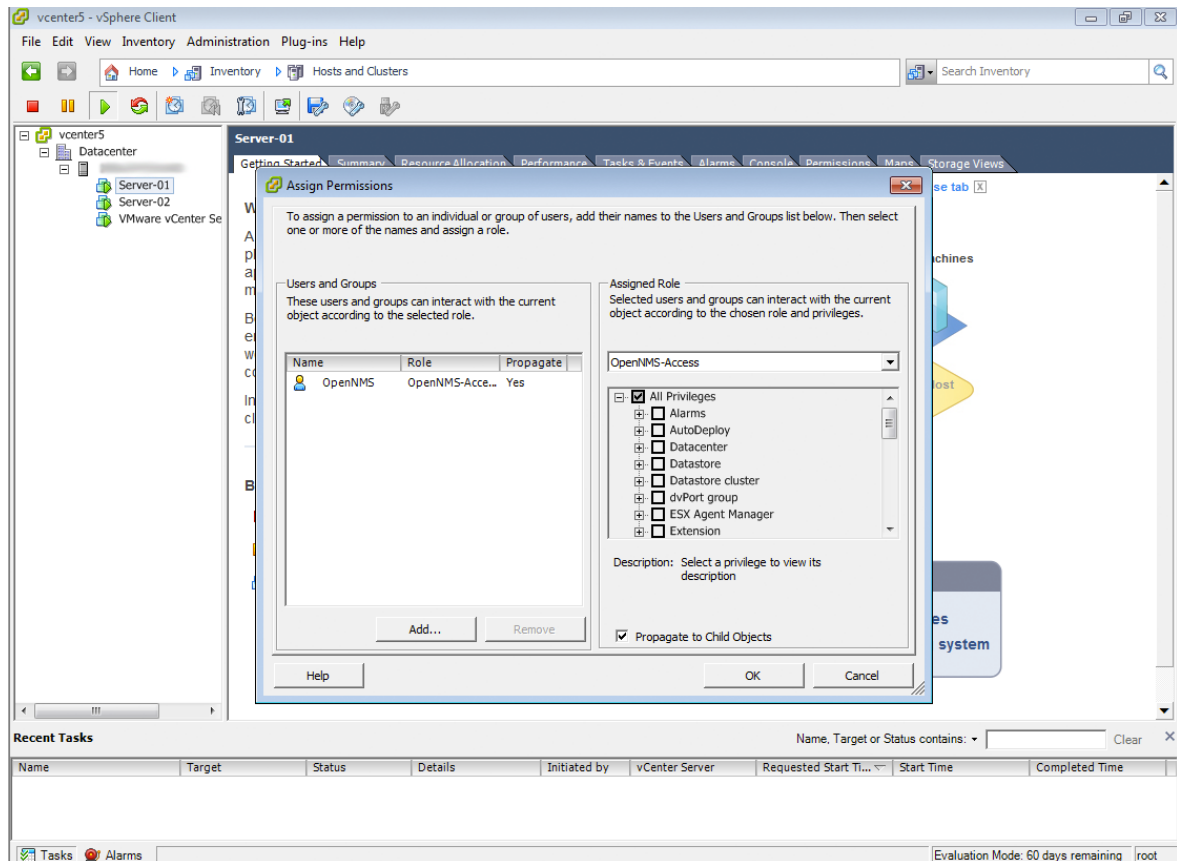 vcenter5 - vSphere Client
File Edit View Inventory Administration Plug-ins Help
Home Inventory Hosts and Clusters
Search Inventory
vcenter5
Datacenter
Server-01
Server-02
VMware vCenter Se
Server-01
Getting Started Summary Resource Allocation Performance Tasks & Events Alarms Console Permissions Maps Storage Views
se tab
Assign Permissions
To assign a permission to an individual or group of users, add their names to the Users and Groups list below. Then select
one or more of the names and assign a role.
Users and Groups
These users and groups can interact with the current
object according to the selected role.
Name Role Propagate
OpenNMS OpenNMS-Acce... Yes
Add... Remove
Assigned Role
Selected users and groups can interact with the current
object according to the chosen role and privileges.
OpenNMS-Access
All Privileges
Alarms
AutoDeploy
Datacenter
Datastore
Datastore cluster
dvPort group
ESX Agent Manager
Extension
Description: Select a privilege to view its
description
Propagate to Child Objects
Help OK Cancel
chines
ost
es
system
Recent Tasks
Name, Target or Status contains: Clear
Name Target Status Details Initiated by vCenter Server Requested Start Ti... Start Time Completed Time
Tasks Alarms
Evaluation Mode: 60 days remaining root